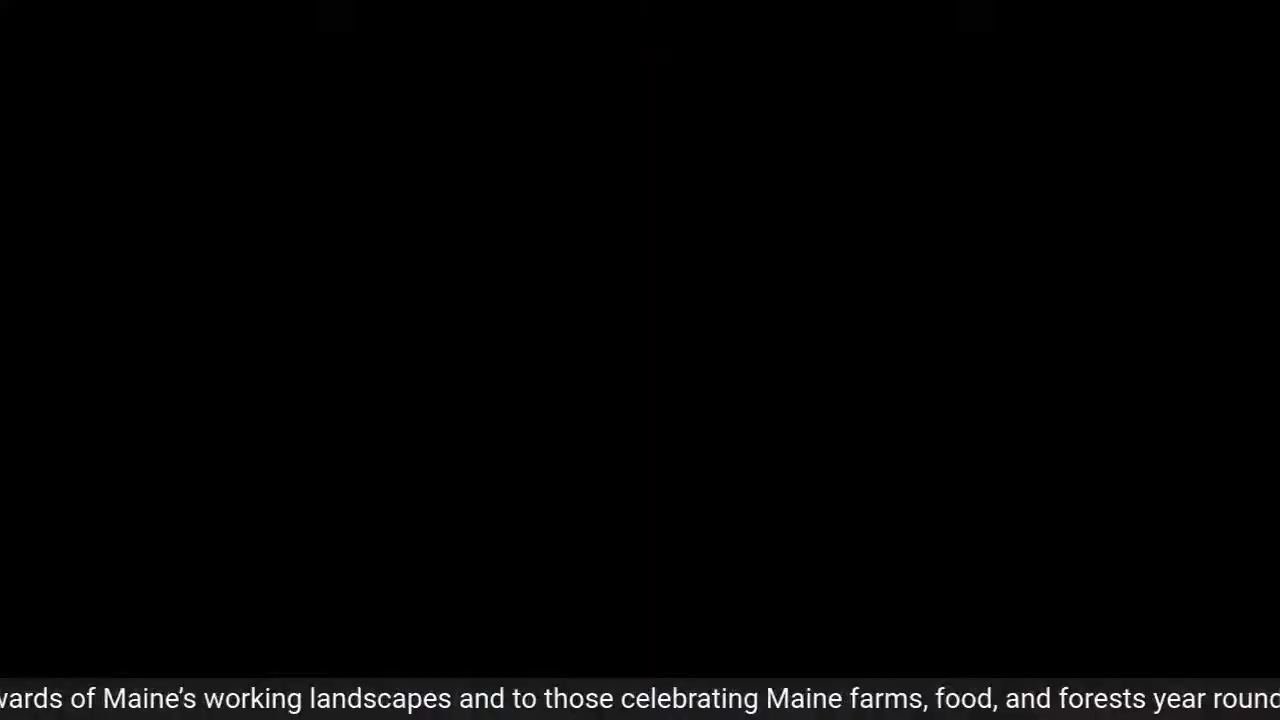 wards of Maine’s working landscapes and to those celebrating Maine farms, food, and forests year round